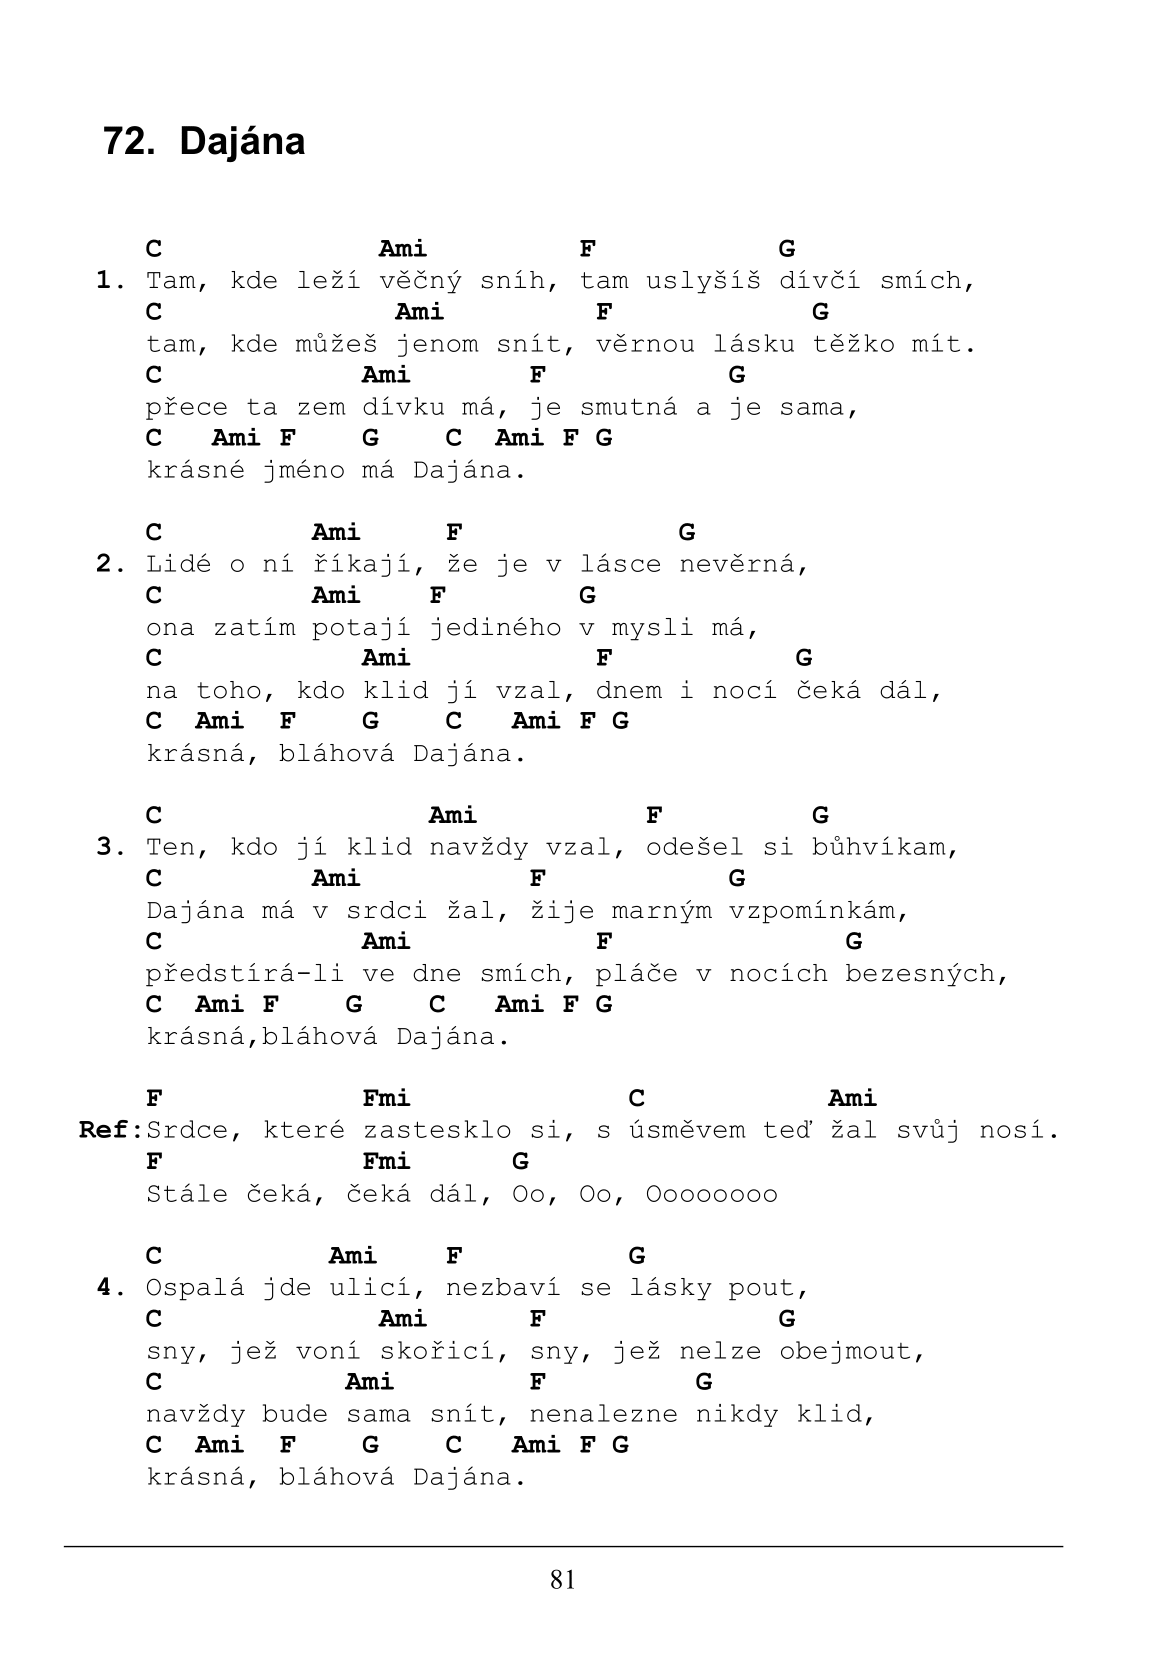 72. Dajána
C Ami F G
1. Tam, kde leží věčný sníh, tam uslyšíš dívčí smích,
C Ami F G
tam, kde můžeš jenom snít, věrnou lásku těžko mít.
C Ami F G
přece ta zem dívku má, je smutná a je sama,
C Ami F G C Ami F G
krásné jméno má Dajána.
C Ami F G
2. Lidé o ní říkají, že je v lásce nevěrná,
C Ami F G
ona zatím potají jediného v mysli má,
C Ami F G
na toho, kdo klid jí vzal, dnem i nocí čeká dál,
C Ami F G C Ami F G
krásná, bláhová Dajána.
C Ami F G
3. Ten, kdo jí klid navždy vzal, odešel si bůhvíkam,
C Ami F G
Dajána má v srdci žal, žije marným vzpomínkám,
C Ami F G
předstírá-li ve dne smích, pláče v nocích bezesných,
C Ami F G C Ami F G
krásná,bláhová Dajána.
F Fmi C Ami
Ref:Srdce, které zastesklo si, s úsměvem teď žal svůj nosí.
F Fmi G
Stále čeká, čeká dál, Oo, Oo, Oooooooo
C Ami F G
4. Ospalá jde ulicí, nezbaví se lásky pout,
C Ami F G
sny, jež voní skořicí, sny, jež nelze obejmout,
C Ami F G
navždy bude sama snít, nenalezne nikdy klid,
C Ami F G C Ami F G
krásná, bláhová Dajána.
81